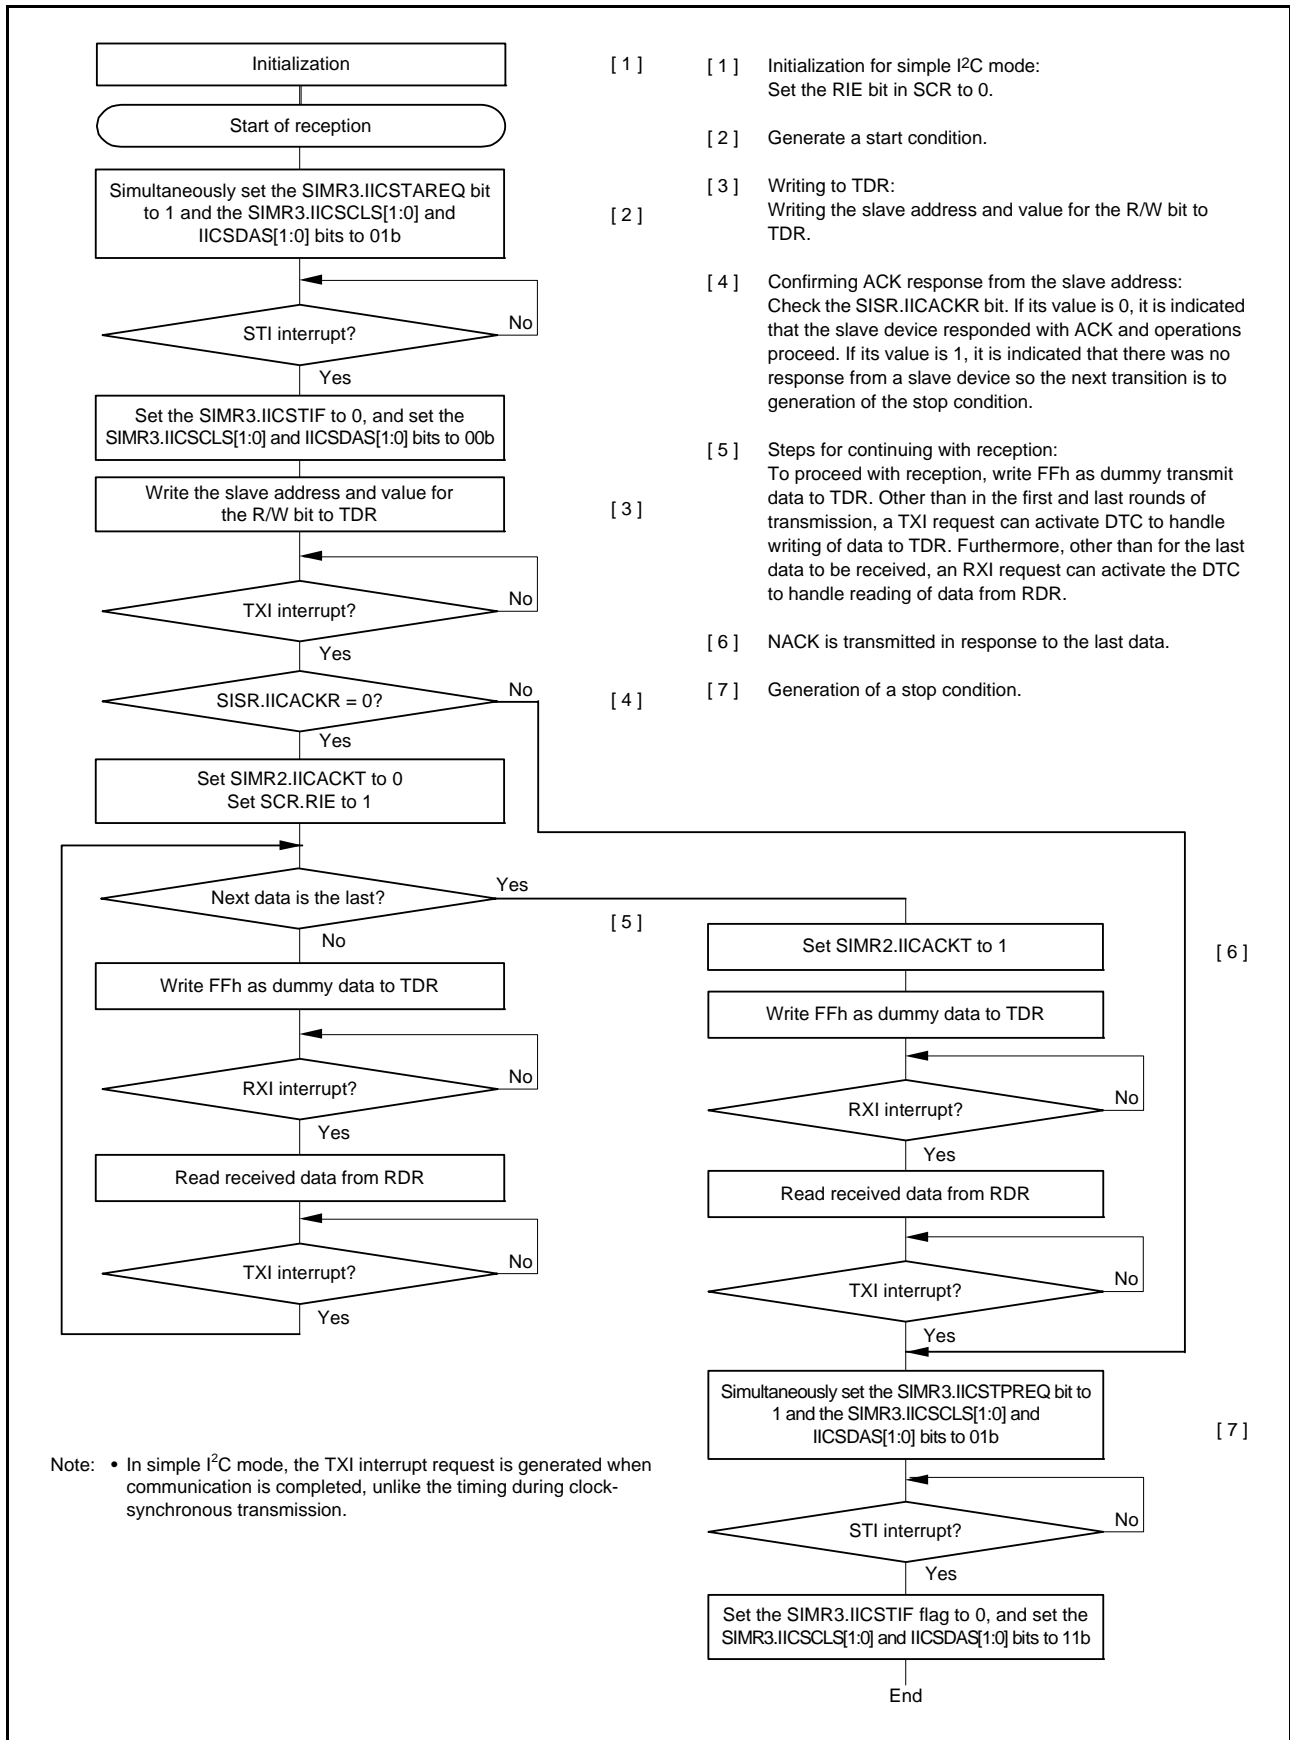 Initialization
[ 1 ]
Start of reception
Simultaneously set the SIMR3.IICSTAREQ bit
to 1 and the SIMR3.IICSCLS[1:0] and
IICSDAS[1:0] bits to 01b
[ 2 ]
STI interrupt?
No
Yes
Set the SIMR3.IICSTIF to 0, and set the
SIMR3.IICSCLS[1:0] and IICSDAS[1:0] bits to 00b
Write the slave address and value for
the R/W bit to TDR
[ 3 ]
TXI interrupt?
No
Yes
SISR.IICACKR = 0?
No
[ 4 ]
Yes
Set SIMR2.IICACKT to 0
Set SCR.RIE to 1
Next data is the last?
Yes
[ 5 ]
No
Write FFh as dummy data to TDR
RXI interrupt?
No
Yes
Read received data from RDR
TXI interrupt?
No
Yes
[ 1 ] Initialization for simple I²C mode:
Set the RIE bit in SCR to 0.
[ 2 ] Generate a start condition.
[ 3 ] Writing to TDR:
Writing the slave address and value for the R/W bit to
TDR.
[ 4 ] Confirming ACK response from the slave address:
Check the SISR.IICACKR bit. If its value is 0, it is indicated
that the slave device responded with ACK and operations
proceed. If its value is 1, it is indicated that there was no
response from a slave device so the next transition is to
generation of the stop condition.
[ 5 ] Steps for continuing with reception:
To proceed with reception, write FFh as dummy transmit
data to TDR. Other than in the first and last rounds of
transmission, a TXI request can activate DTC to handle
writing of data to TDR. Furthermore, other than for the last
data to be received, an RXI request can activate the DTC
to handle reading of data from RDR.
[ 6 ] NACK is transmitted in response to the last data.
[ 7 ] Generation of a stop condition.
Set SIMR2.IICACKT to 1
[ 6 ]
Write FFh as dummy data to TDR
RXI interrupt?
No
Yes
Read received data from RDR
TXI interrupt?
No
Yes
Simultaneously set the SIMR3.IICSTPREQ bit to
1 and the SIMR3.IICSCLS[1:0] and
IICSDAS[1:0] bits to 01b
[ 7 ]
STI interrupt?
No
Yes
Set the SIMR3.IICSTIF flag to 0, and set the
SIMR3.IICSCLS[1:0] and IICSDAS[1:0] bits to 11b
End
Note: • In simple I²C mode, the TXI interrupt request is generated when
communication is completed, unlike the timing during clock-
synchronous transmission.